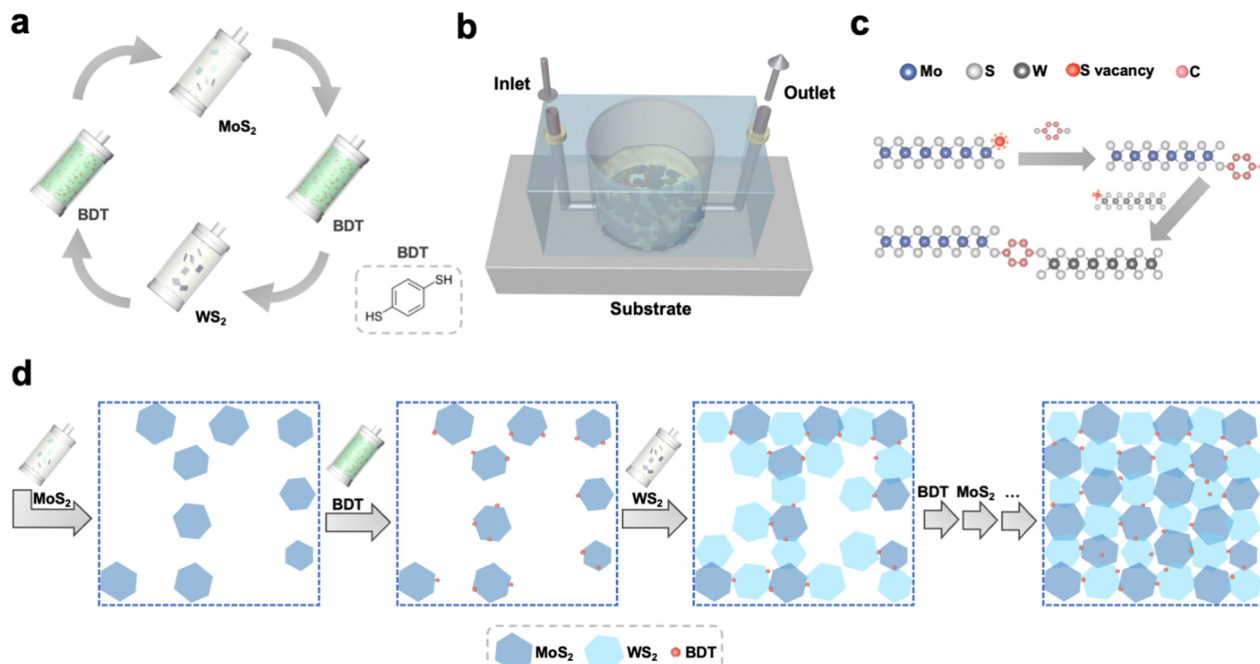 a
MoS₂
BDT
BDT
WS₂
BDT
SH
HS
b
Inlet
Outlet
Substrate
c
Mo S W S vacancy C
d
MoS₂
BDT
WS₂
BDT MoS₂ ...
MoS₂ WS₂ BDT